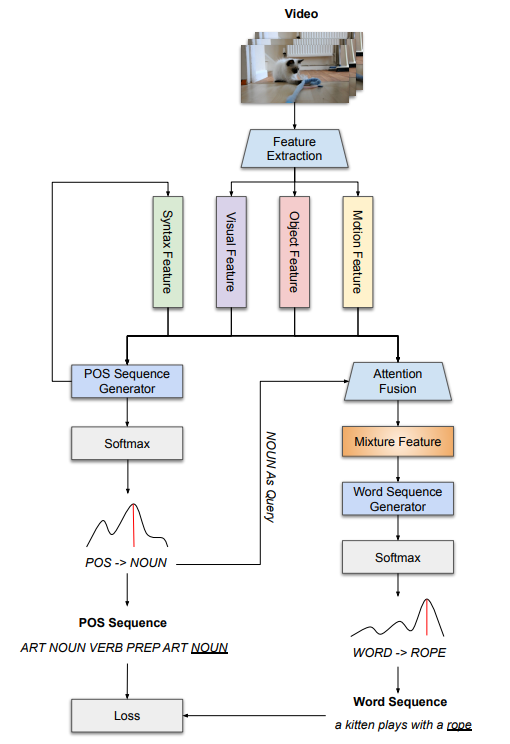 Video
Feature
Extraction
Syntax Feature
Visual Feature
Object Feature
Motion Feature
POS Sequence
Generator
Attention
Fusion
Softmax
NOUN As Query
Mixture Feature
Word Sequence
Generator
Softmax
POS -> NOUN
POS Sequence
ART NOUN VERB PREP ART NOUN
WORD -> ROPE
Loss
Word Sequence
a kitten plays with a rope